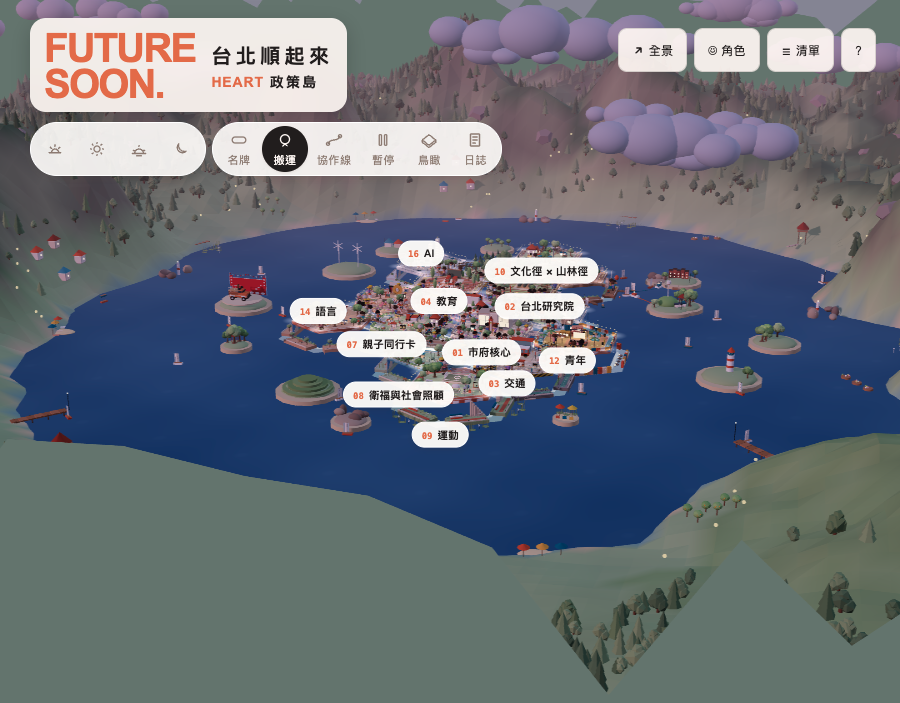 FUTURE
SOON.
台北順起來
HEART 政策島
全景
角色
清單
?
名牌
搬運
協作線
暫停
鳥瞰
日誌
16 AI
10 文化徑 × 山林徑
04 教育
02 台北研究院
14 語言
07 親子同行卡
01 市府核心
12 青年
03 交通
08 衛福與社會照顧
09 運動